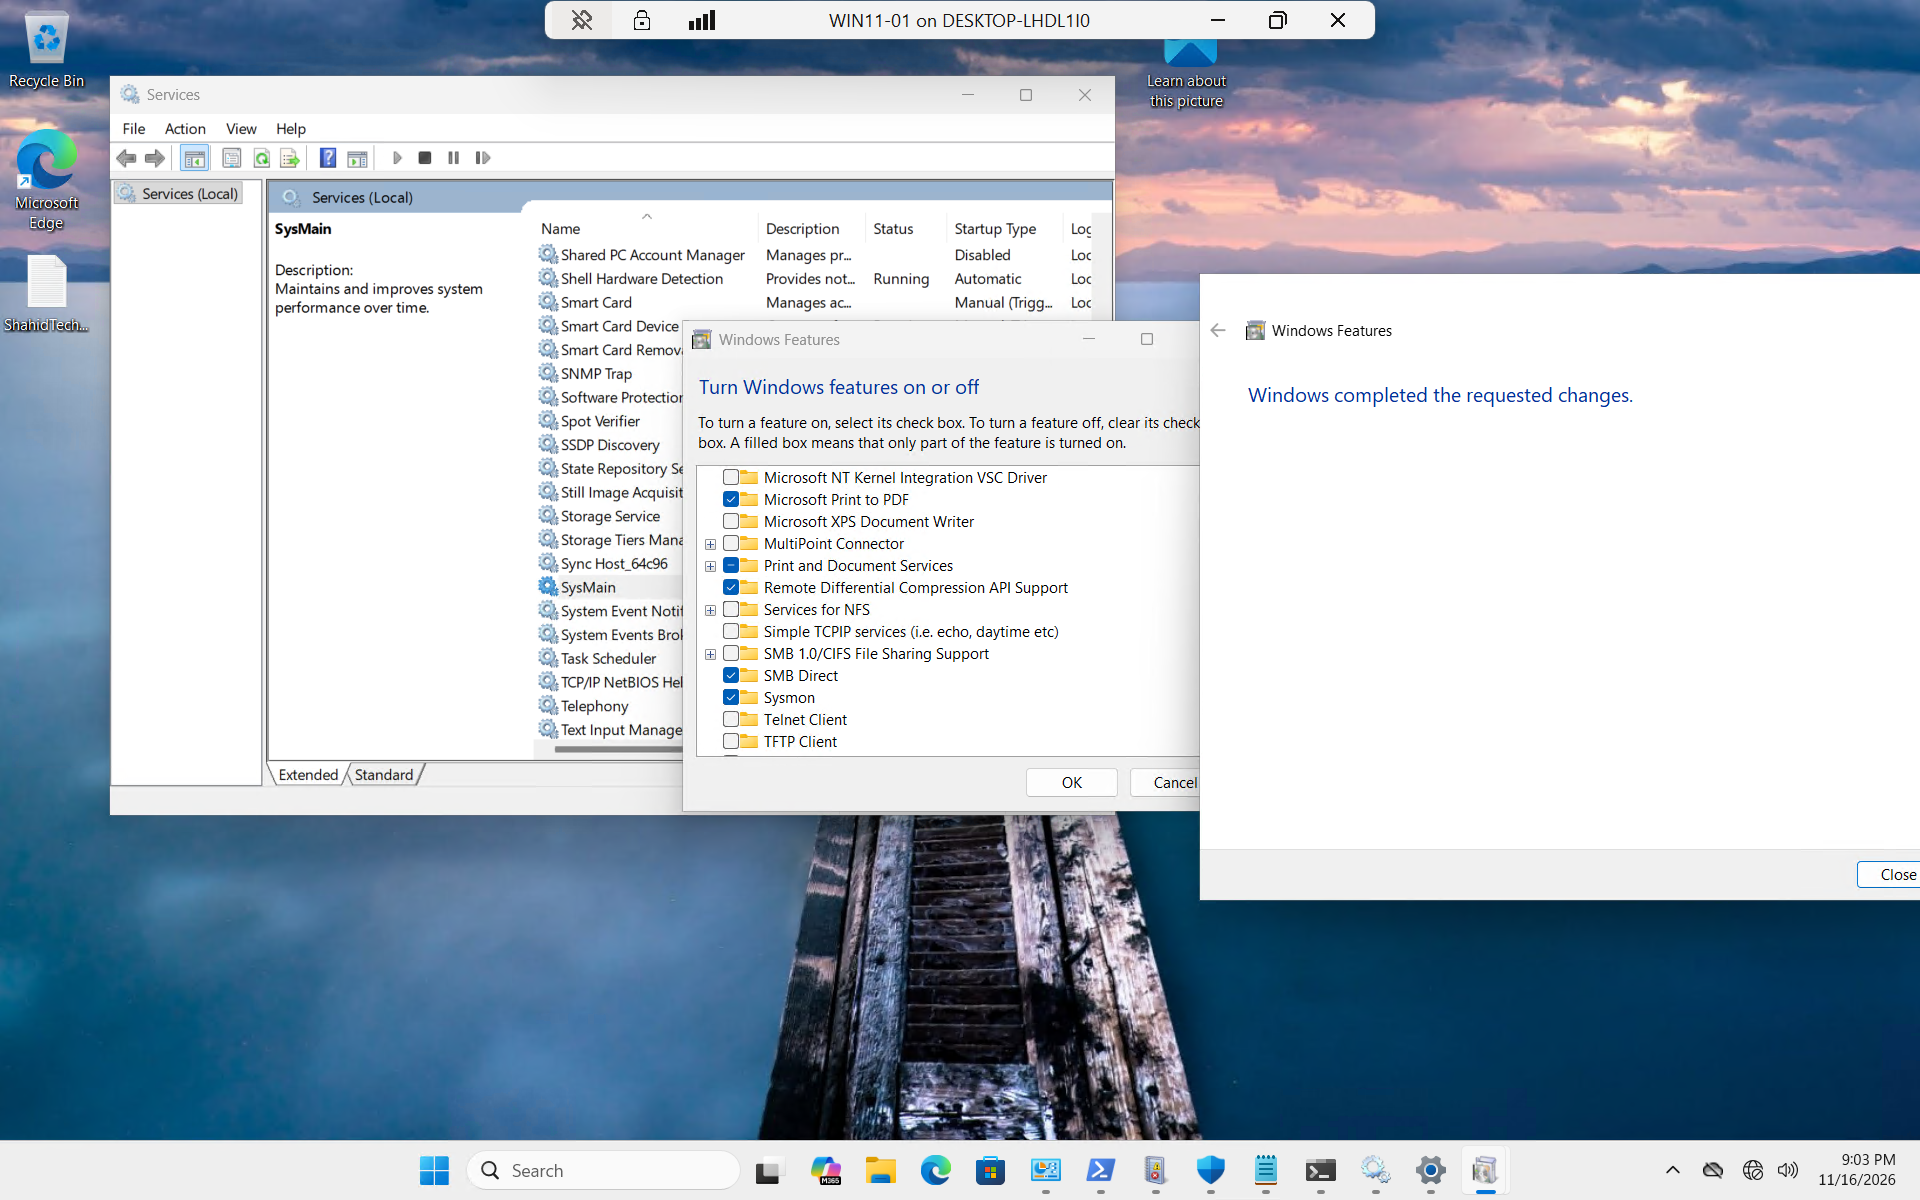 WIN11-01 on DESKTOP-LHDL1I0
Recycle Bin
Microsoft
Edge
ShahidTech...
Learn about
this picture
Services
File Action View Help
Services (Local)
Services (Local)
SysMain
Description:
Maintains and improves system
performance over time.
Name Description Status Startup Type Log
Shared PC Account Manager Manages pr... Disabled Loc
Shell Hardware Detection Provides not... Running Automatic Loc
Smart Card Manages ac... Manual (Trigg... Loc
Smart Card Device
Smart Card Remov
SNMP Trap
Software Protection
Spot Verifier
SSDP Discovery
State Repository Se
Still Image Acquisit
Storage Service
Storage Tiers Mana
Sync Host_64c96
SysMain
System Event Notif
System Events Brok
Task Scheduler
TCP/IP NetBIOS Hel
Telephony
Text Input Manage
Extended Standard
Windows Features
Turn Windows features on or off
To turn a feature on, select its check box. To turn a feature off, clear its check
box. A filled box means that only part of the feature is turned on.
Microsoft NT Kernel Integration VSC Driver
Microsoft Print to PDF
Microsoft XPS Document Writer
MultiPoint Connector
Print and Document Services
Remote Differential Compression API Support
Services for NFS
Simple TCPIP services (i.e. echo, daytime etc)
SMB 1.0/CIFS File Sharing Support
SMB Direct
Sysmon
Telnet Client
TFTP Client
OK Cancel
Windows Features
Windows completed the requested changes.
Close
Search
M365
9:03 PM
11/16/2026